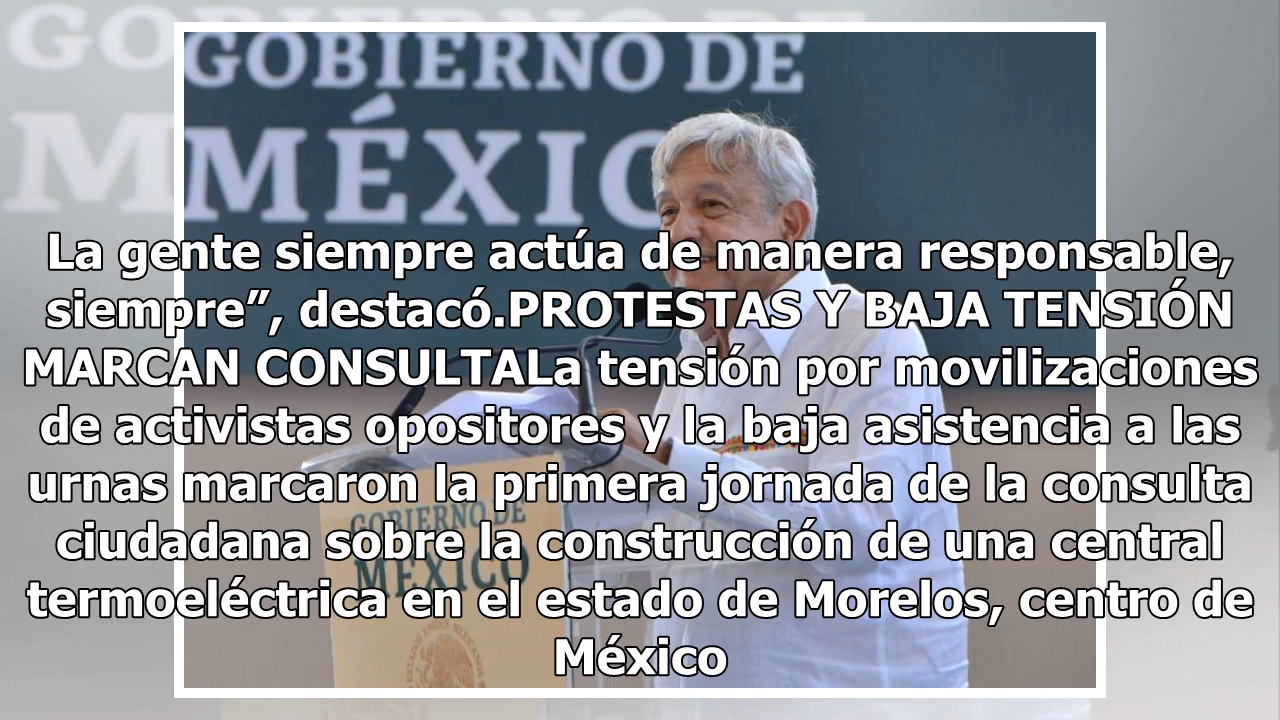 GO
GOBIERNO DE
M
MÉXIC
La gente siempre actúa de manera responsable,
siempre”, destacó.PROTESTAS Y BAJA TENSIÓN
MARCAN CONSULTALa tensión por movilizaciones
de activistas opositores y la baja asistencia a las
urnas marcaron la primera jornada de la consulta
ciudadana sobre la construcción de una central
termoeléctrica en el estado de Morelos, centro de
México
GOBIERNO DE
MÉXICO